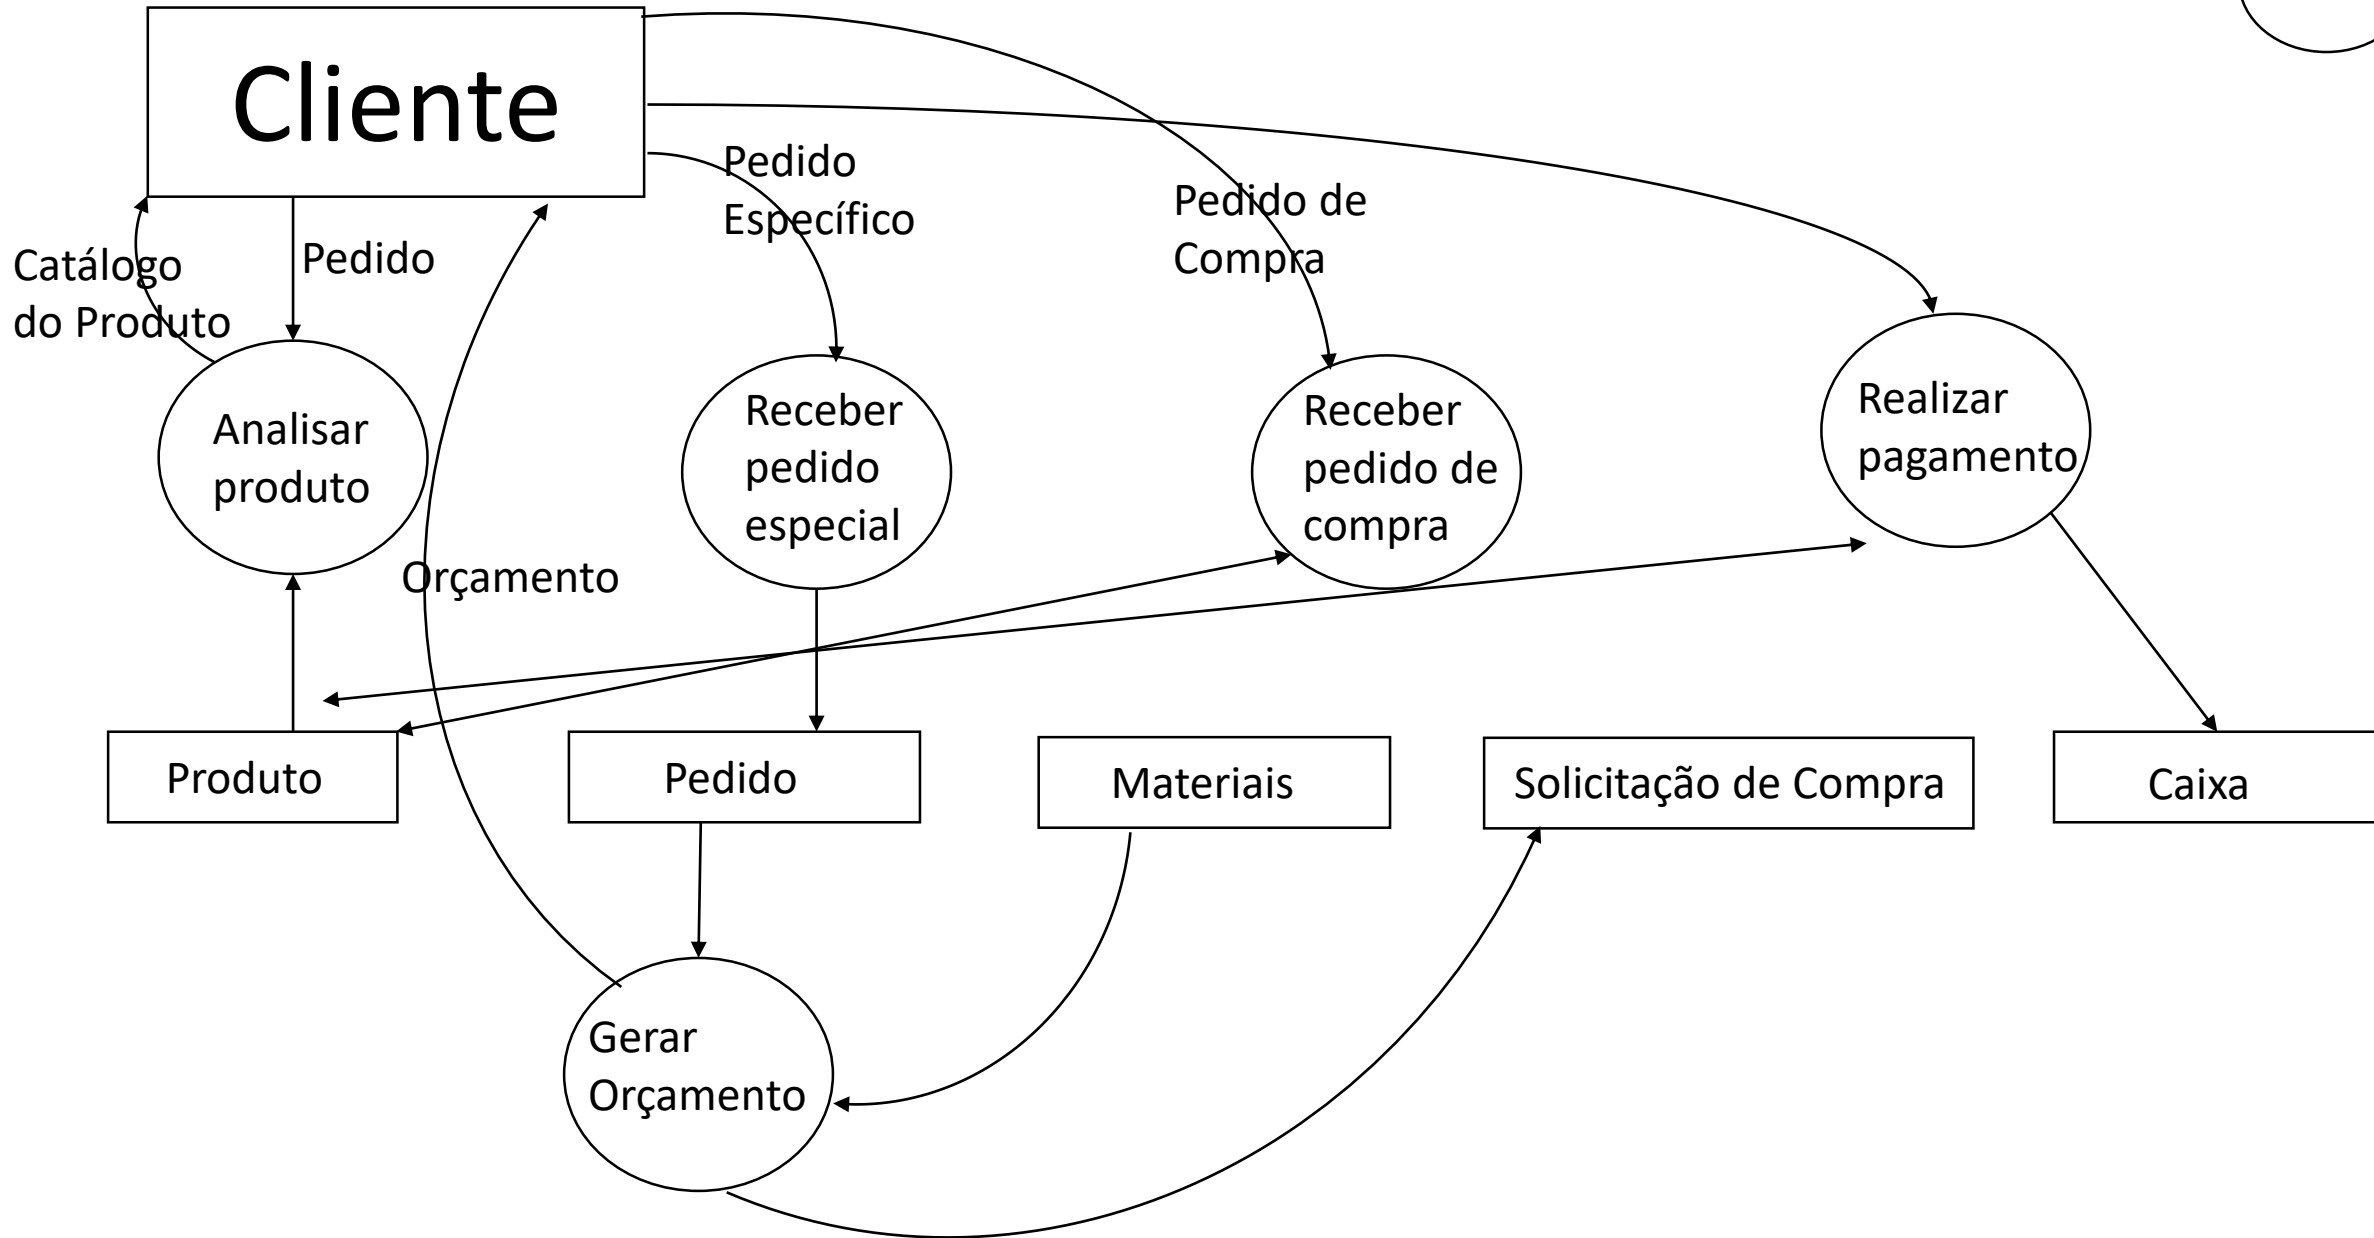 Cliente
Pedido
Específico
Pedido de
Compra
Catálogo
do Produto
Pedido
Analisar
produto
Receber
pedido
especial
Receber
pedido de
compra
Realizar
pagamento
Orçamento
Produto
Pedido
Materiais
Solicitação de Compra
Caixa
Gerar
Orçamento